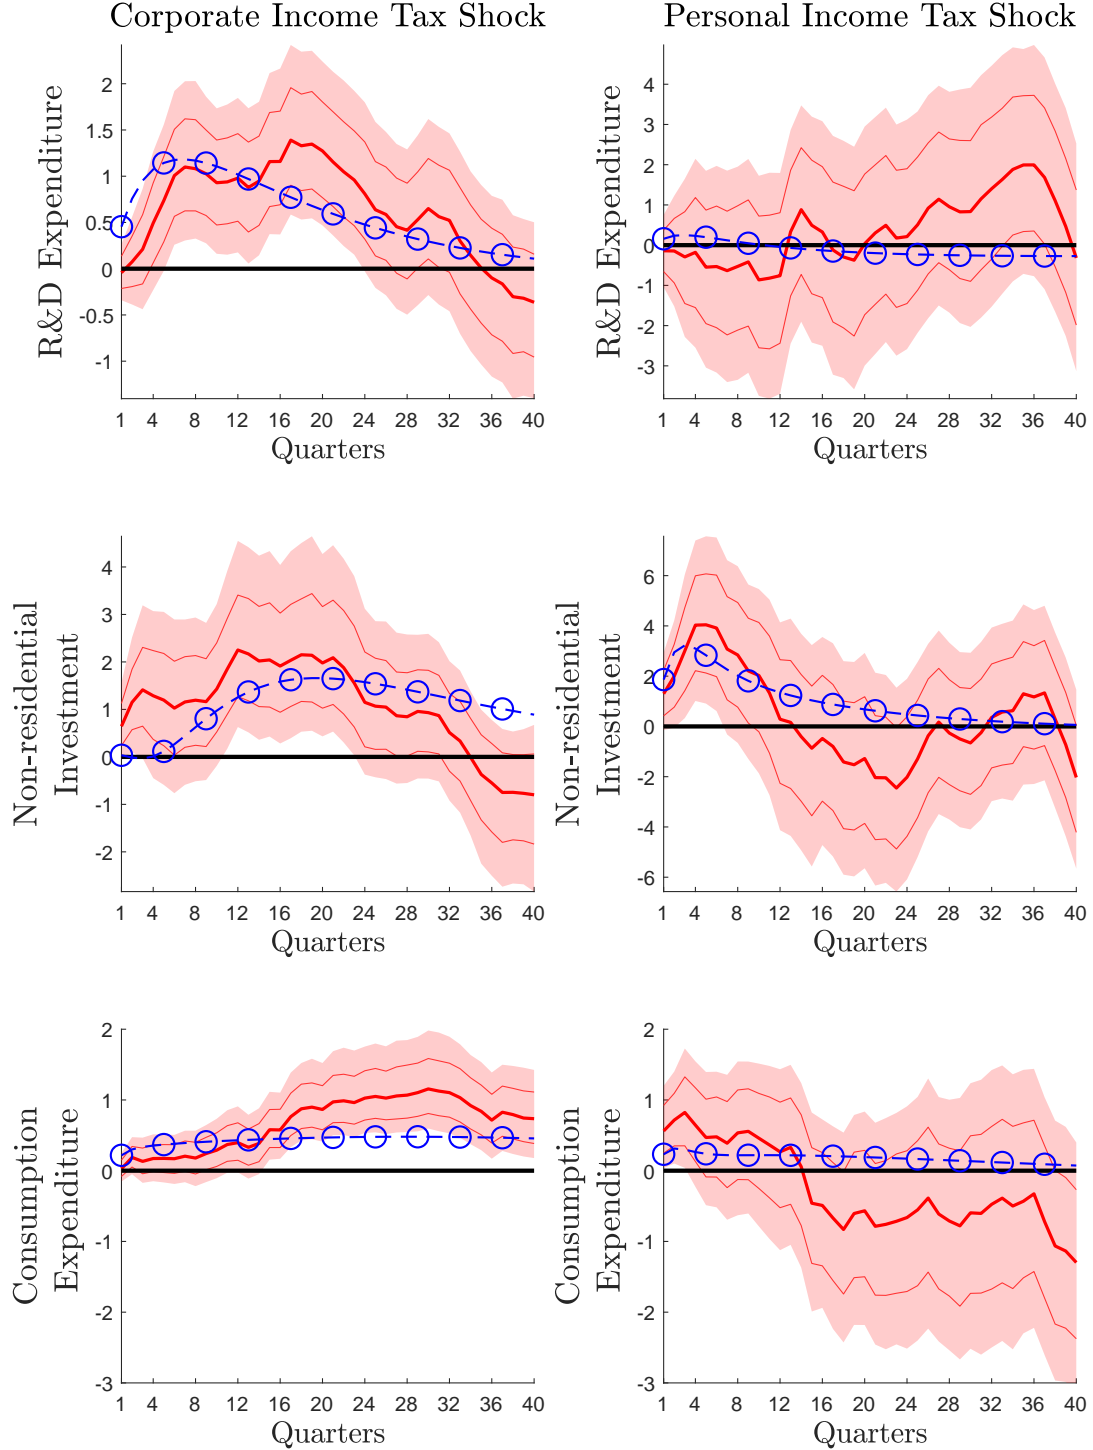 Corporate Income Tax Shock
R&D Expenditure
2
1.5
1
0.5
0
-0.5
-1
1 4 8 12 16 20 24 28 32 36 40
Quarters
Personal Income Tax Shock
R&D Expenditure
4
3
2
1
0
-1
-2
-3
1 4 8 12 16 20 24 28 32 36 40
Quarters
Non-residential
Investment
4
3
2
1
0
-1
-2
1 4 8 12 16 20 24 28 32 36 40
Quarters
Non-residential
Investment
6
4
2
0
-2
-4
-6
1 4 8 12 16 20 24 28 32 36 40
Quarters
Consumption
Expenditure
2
1
0
-1
-2
-3
1 4 8 12 16 20 24 28 32 36 40
Quarters
Consumption
Expenditure
2
1
0
-1
-2
-3
1 4 8 12 16 20 24 28 32 36 40
Quarters